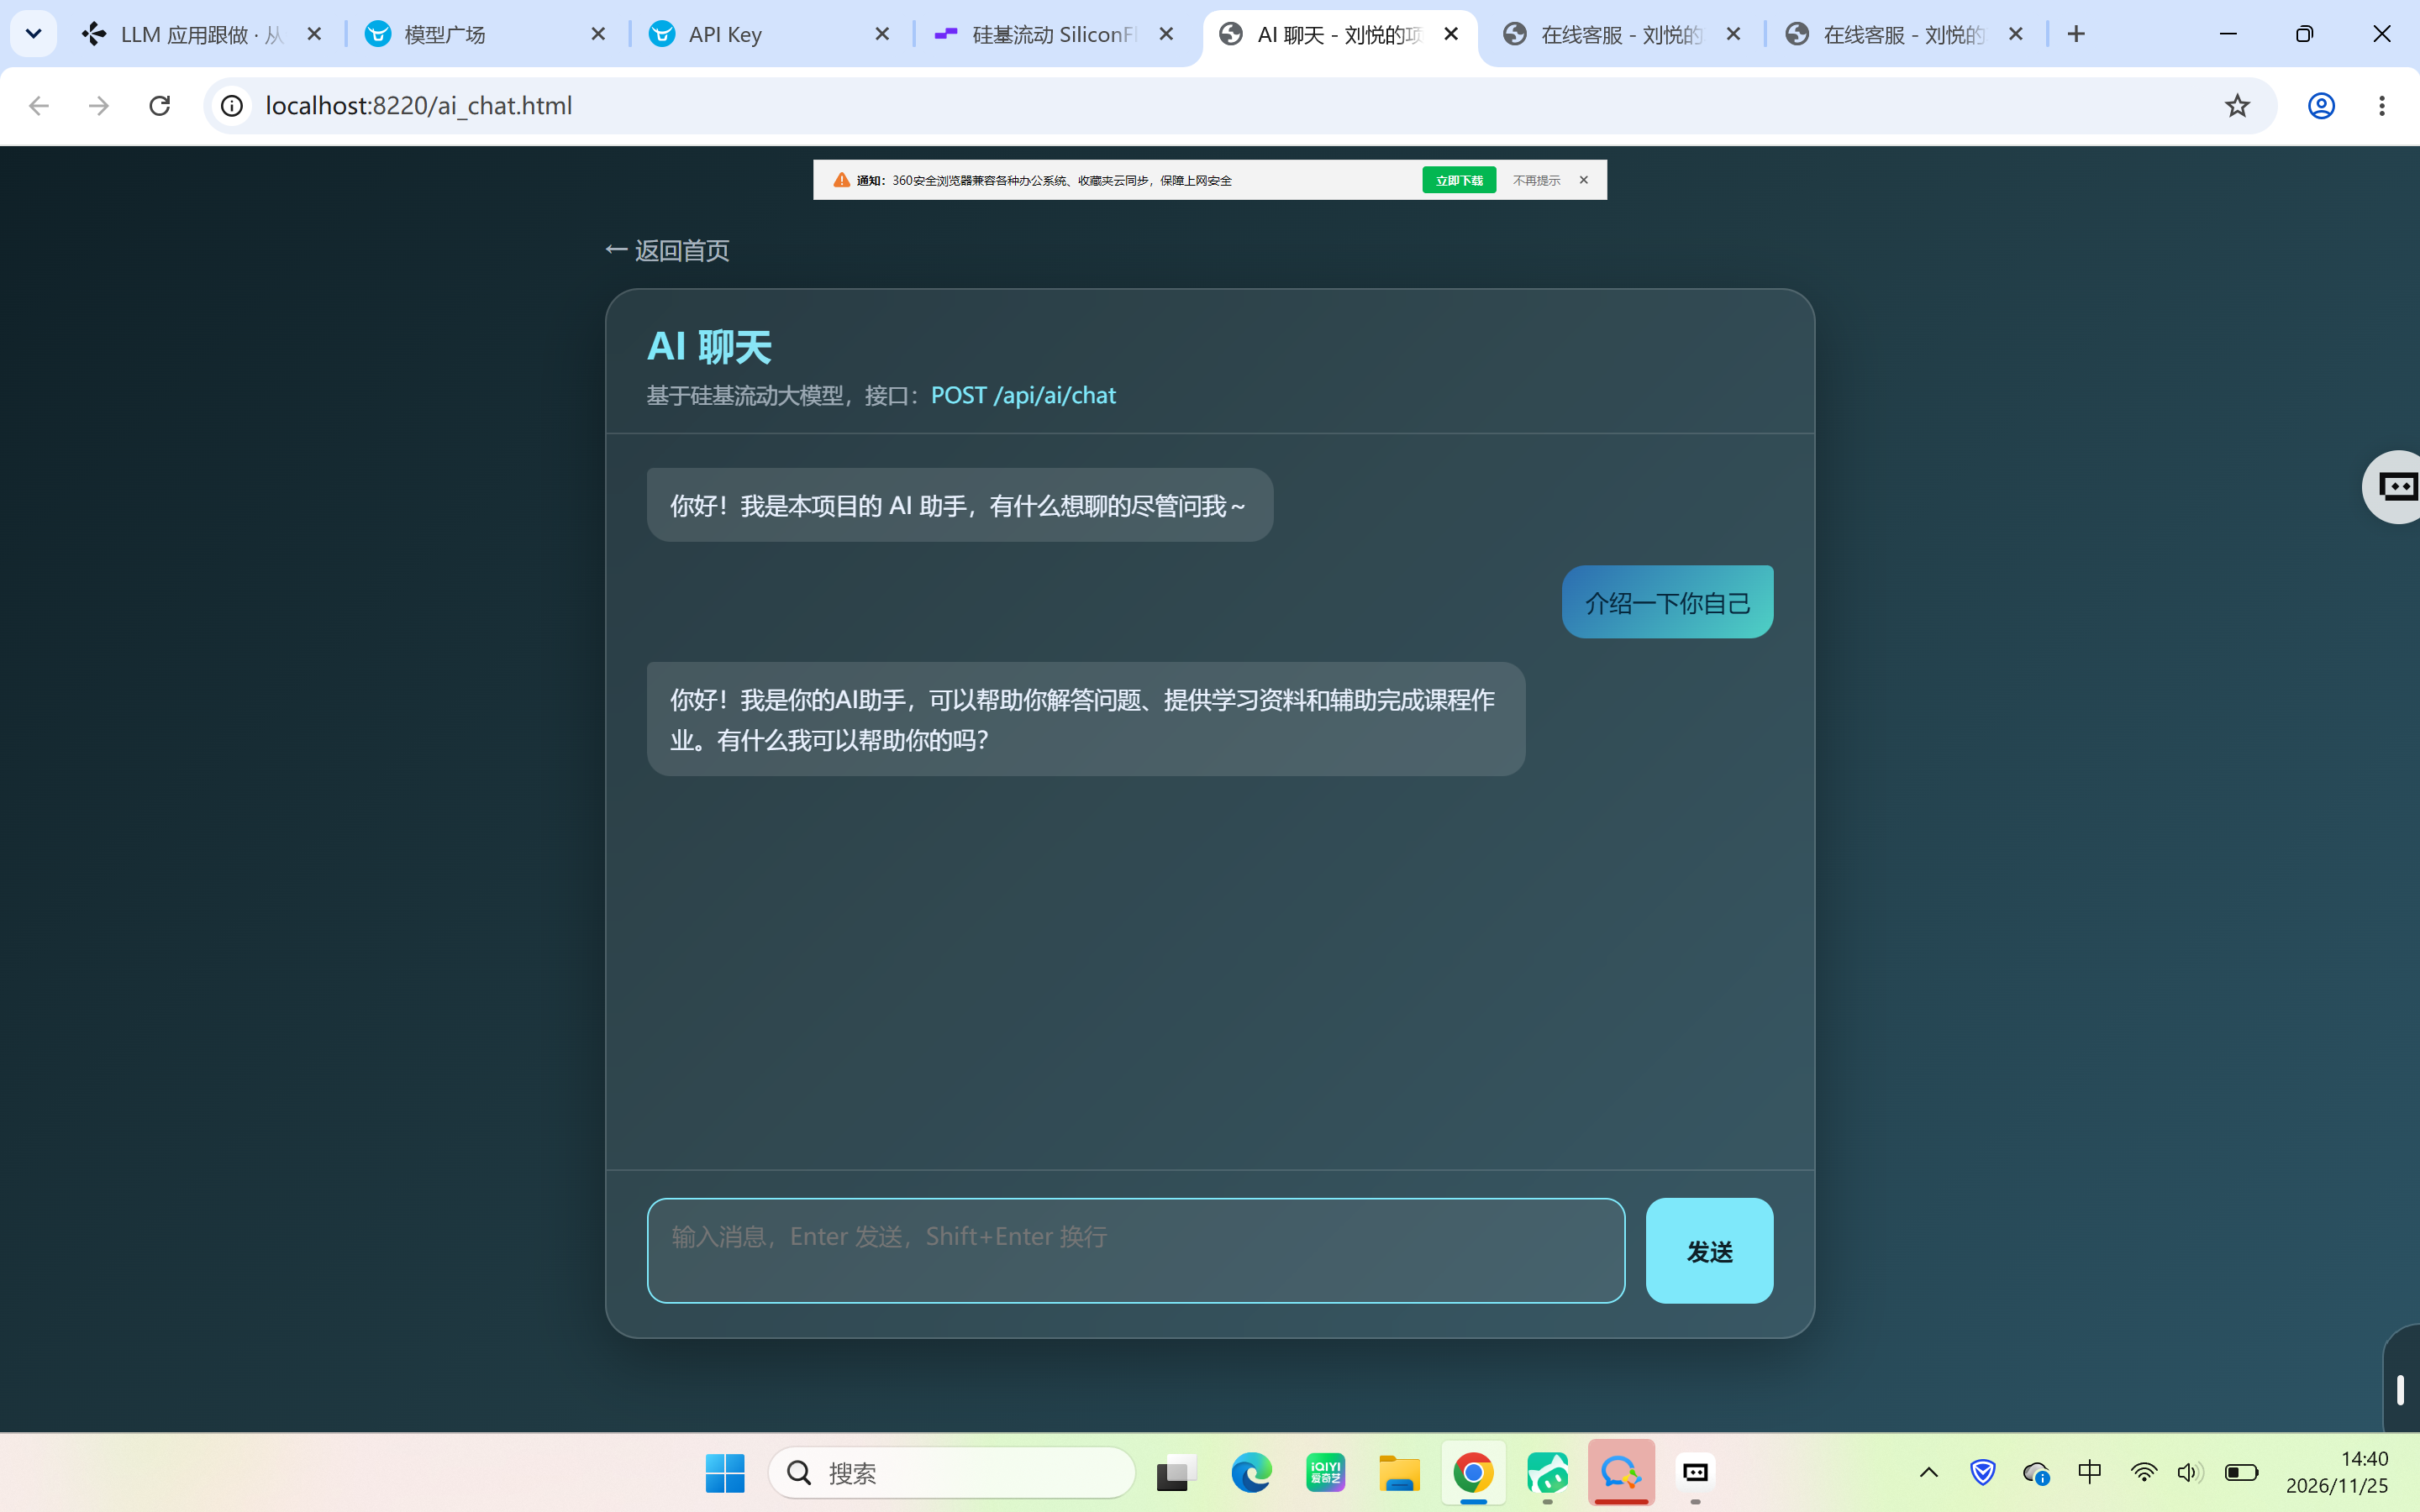 LLM 应用跟做 · 从
模型广场
API Key
硅基流动 SiliconFl
AI 聊天 - 刘悦的项
在线客服 - 刘悦的
在线客服 - 刘悦的
localhost:8220/ai_chat.html
通知：360安全浏览器兼容各种办公系统、收藏夹云同步，保障上网安全
立即下载
不再提示
← 返回首页
AI 聊天
基于硅基流动大模型，接口：POST /api/ai/chat
你好！我是本项目的 AI 助手，有什么想聊的尽管问我～
介绍一下你自己
你好！我是你的AI助手，可以帮助你解答问题、提供学习资料和辅助完成课程作
业。有什么我可以帮助你的吗？
输入消息，Enter 发送，Shift+Enter 换行
发送
搜索
iQIYI
爱奇艺
中
14:40
2026/11/25